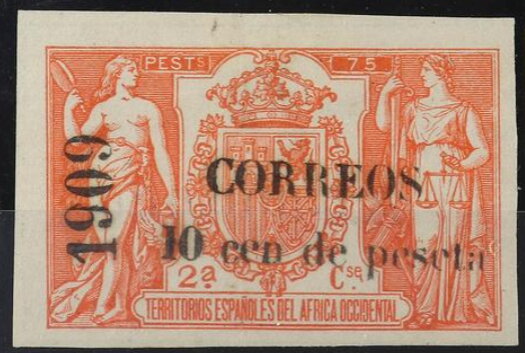 PESTS 75
1909
CORREOS
10 cen de peseta
2ª Cse
TERRITORIOS ESPAÑOLES DEL AFRICA OCCIDENTAL